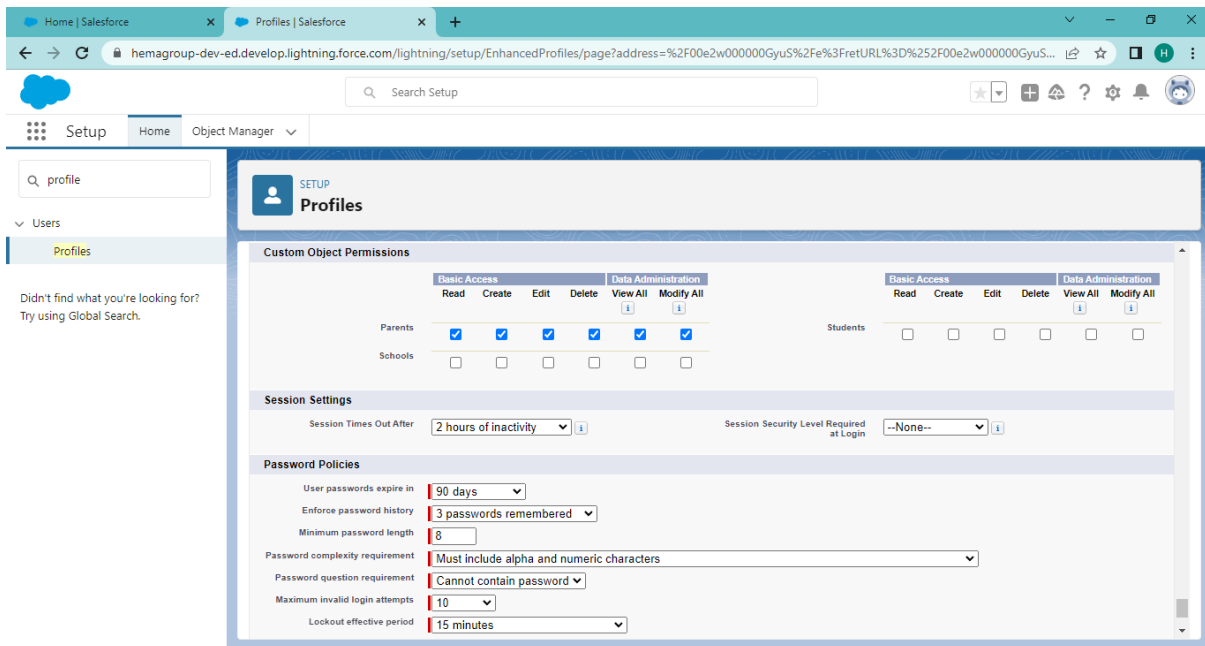 Home | Salesforce
Profiles | Salesforce
hemagroup-dev-ed.develop.lightning.force.com/lightning/setup/EnhancedProfiles/page?address=%2F00e2w000000GyuS%2Fe%3FretURL%3D%252F00e2w000000GyuS...
H
Search Setup
Setup
Home
Object Manager
profile
Users
Profiles
Didn't find what you're looking for?
Try using Global Search.
SETUP
Profiles
Custom Object Permissions
Basic Access Data Administration
Read Create Edit Delete View All Modify All
Parents
Schools
Basic Access Data Administration
Read Create Edit Delete View All Modify All
Students
Session Settings
Session Times Out After 2 hours of inactivity
Session Security Level Required
at Login --None--
Password Policies
User passwords expire in 90 days
Enforce password history 3 passwords remembered
Minimum password length 8
Password complexity requirement Must include alpha and numeric characters
Password question requirement Cannot contain password
Maximum invalid login attempts 10
Lockout effective period 15 minutes